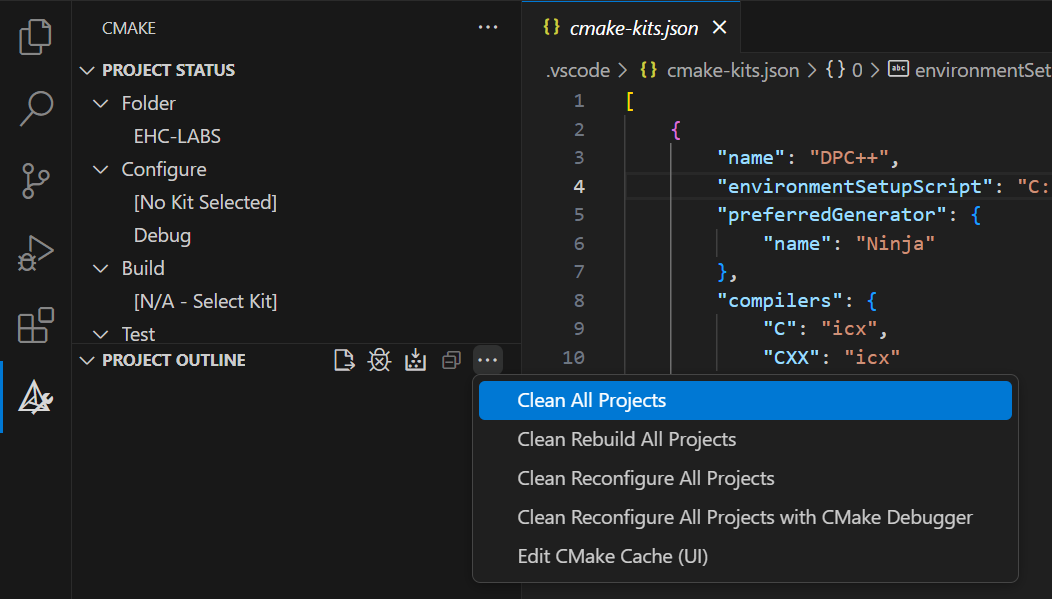 CMAKE
PROJECT STATUS
Folder
EHC-LABS
Configure
[No Kit Selected]
Debug
Build
[N/A - Select Kit]
Test
PROJECT OUTLINE
{} cmake-kits.json
.vscode > {} cmake-kits.json > {} 0 > abc environmentSet
1 [
2 {
3 "name": "DPC++",
4 "environmentSetupScript": "C:
5 "preferredGenerator": {
6 "name": "Ninja"
7 },
8 "compilers": {
9 "C": "icx",
10 "CXX": "icx"
Clean All Projects
Clean Rebuild All Projects
Clean Reconfigure All Projects
Clean Reconfigure All Projects with CMake Debugger
Edit CMake Cache (UI)